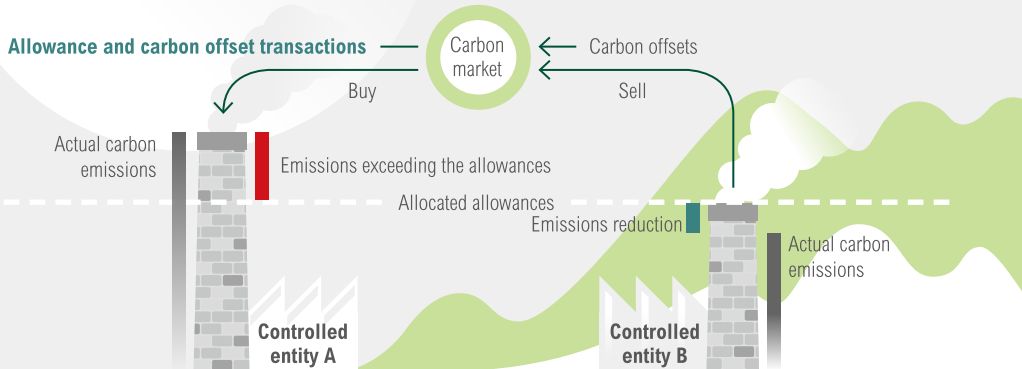 Allowance and carbon offset transactions
Carbon
market
Carbon offsets
Buy
Sell
Actual carbon
emissions
Emissions exceeding the allowances
Allocated allowances
Emissions reduction
Actual carbon
emissions
Controlled
entity A
Controlled
entity B